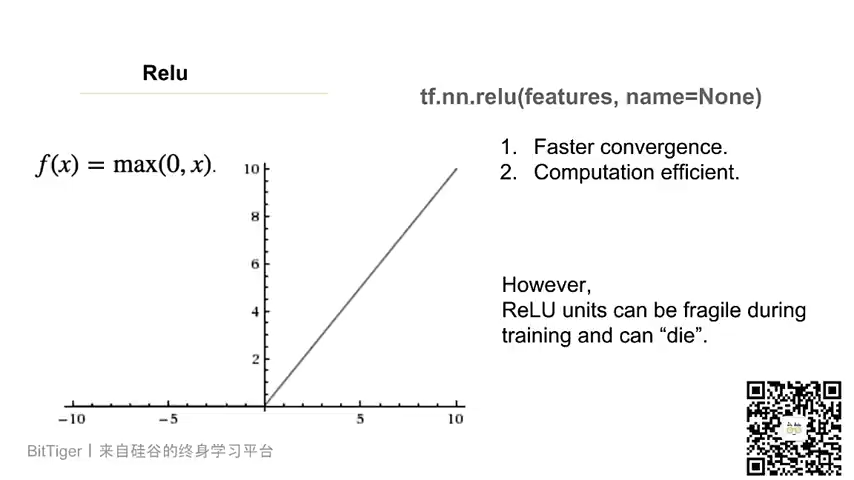 Relu
tf.nn.relu(features, name=None)
f(x) = max(0, x).
1. Faster convergence.
2. Computation efficient.
10
8
6
4
2
−10
−5
5
10
However,
ReLU units can be fragile during
training and can “die”.
BitTiger丨来自硅谷的终身学习平台